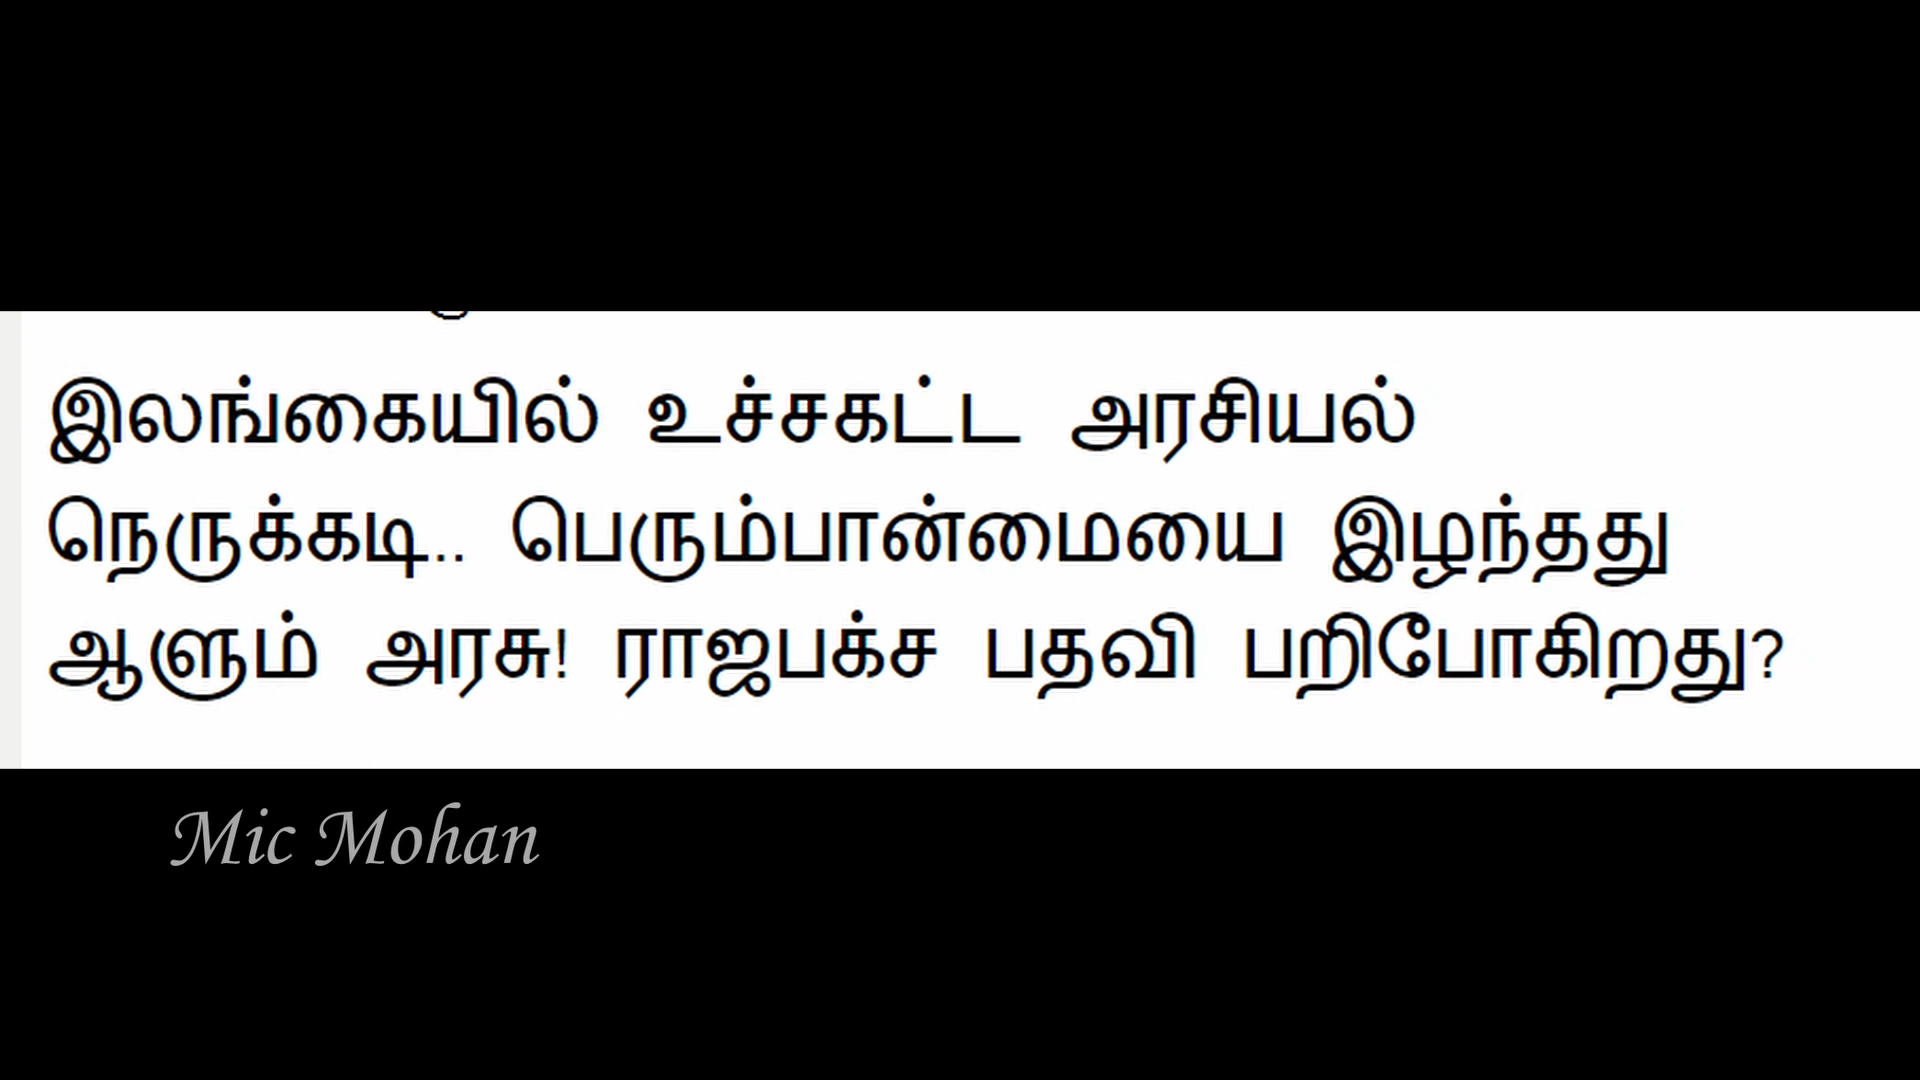 இலங்கையில் உச்சகட்ட அரசியல்
நெருக்கடி.. பெரும்பான்மையை இழந்தது
ஆளும் அரசு! ராஜபக்ச பதவி பறிபோகிறது?
Mic Mohan